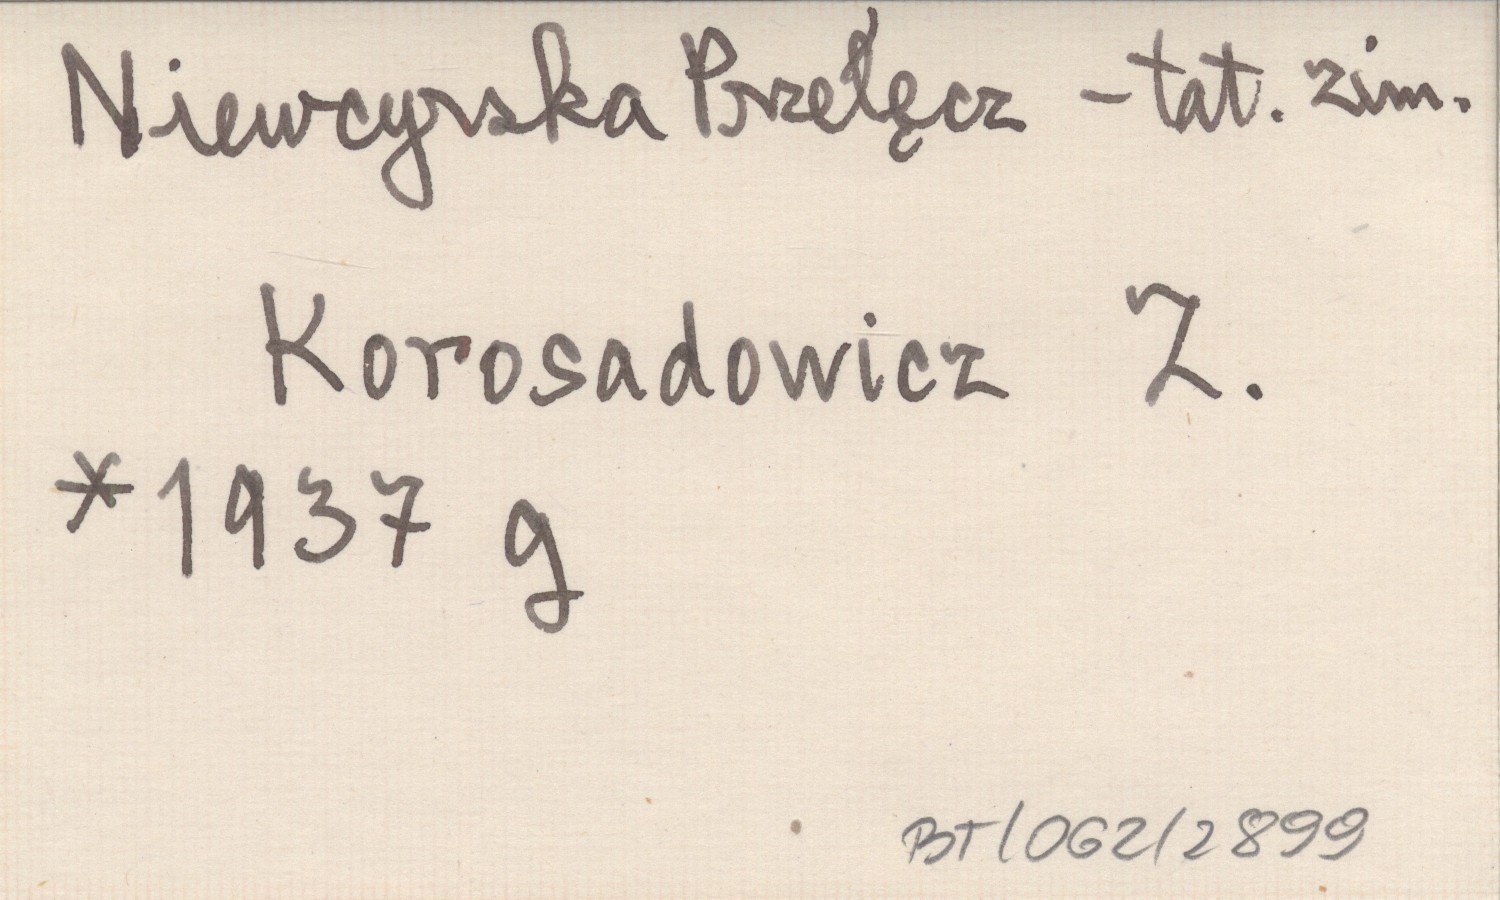 Niewcyrska Przełęcz - tat. zim.
Korosadowicz Z.
*1937 g
BT/062/2899